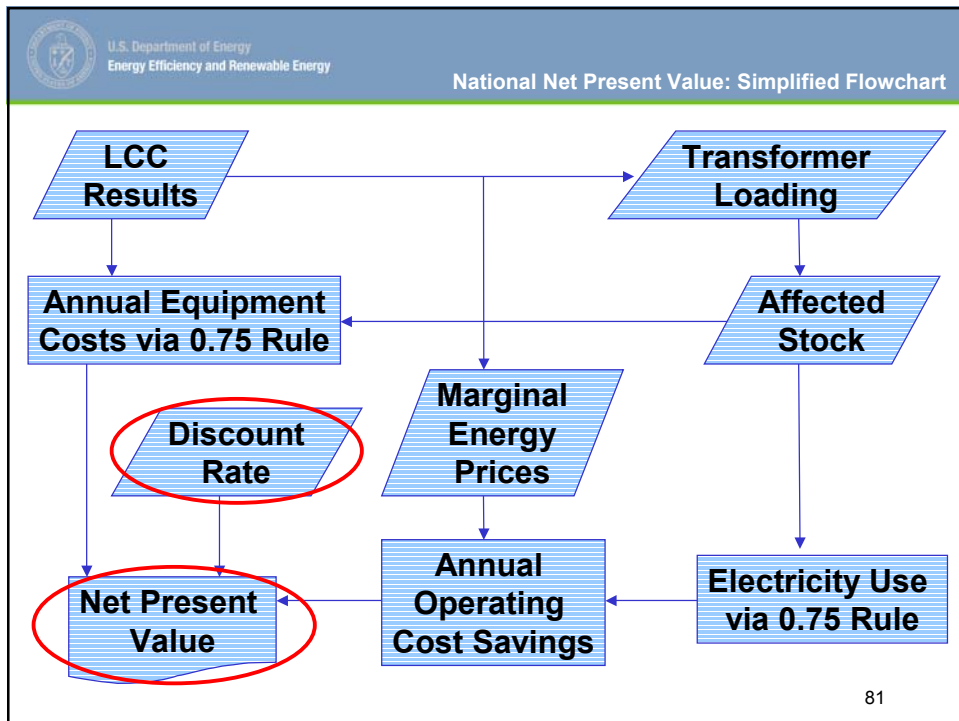 U.S. Department of Energy
Energy Efficiency and Renewable Energy
National Net Present Value: Simplified Flowchart
LCC
Results
Transformer
Loading
Annual Equipment
Costs via 0.75 Rule
Affected
Stock
Discount
Rate
Marginal
Energy
Prices
Net Present
Value
Annual
Operating
Cost Savings
Electricity Use
via 0.75 Rule
81